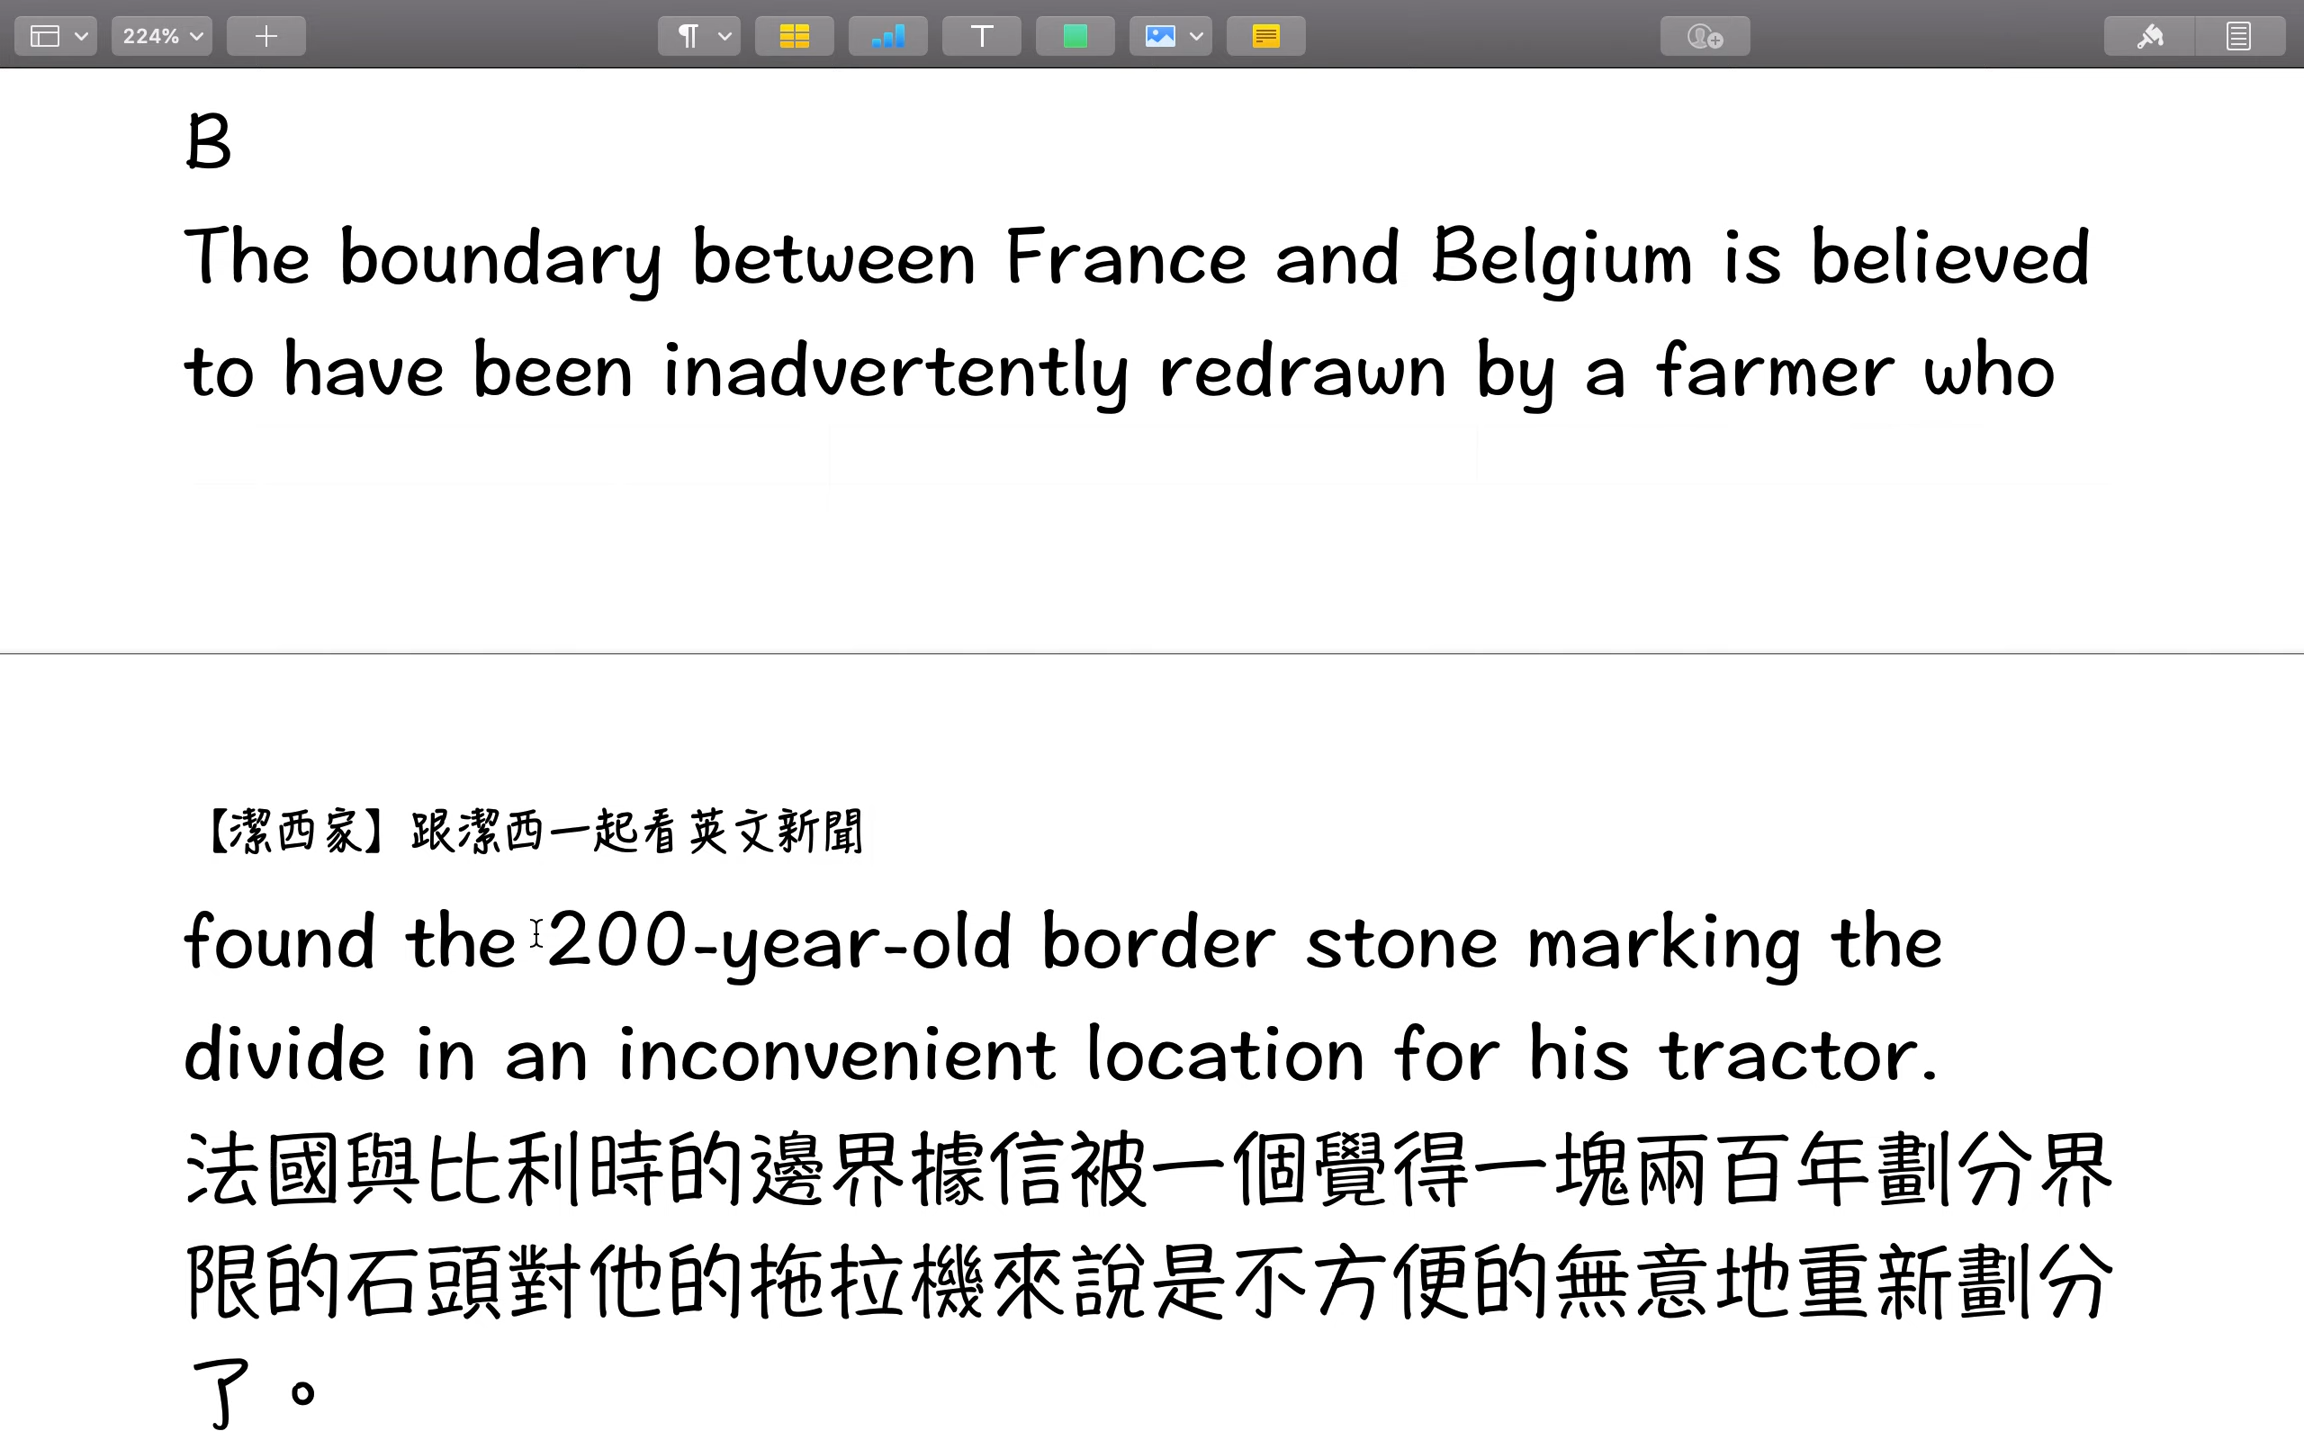 224%
B
The boundary between France and Belgium is believed
to have been inadvertently redrawn by a farmer who
【潔西家】跟潔西一起看英文新聞
found the 200-year-old border stone marking the
divide in an inconvenient location for his tractor.
法國與比利時的邊界據信被一個覺得一塊兩百年劃分界
限的石頭對他的拖拉機來說是不方便的無意地重新劃分
了。